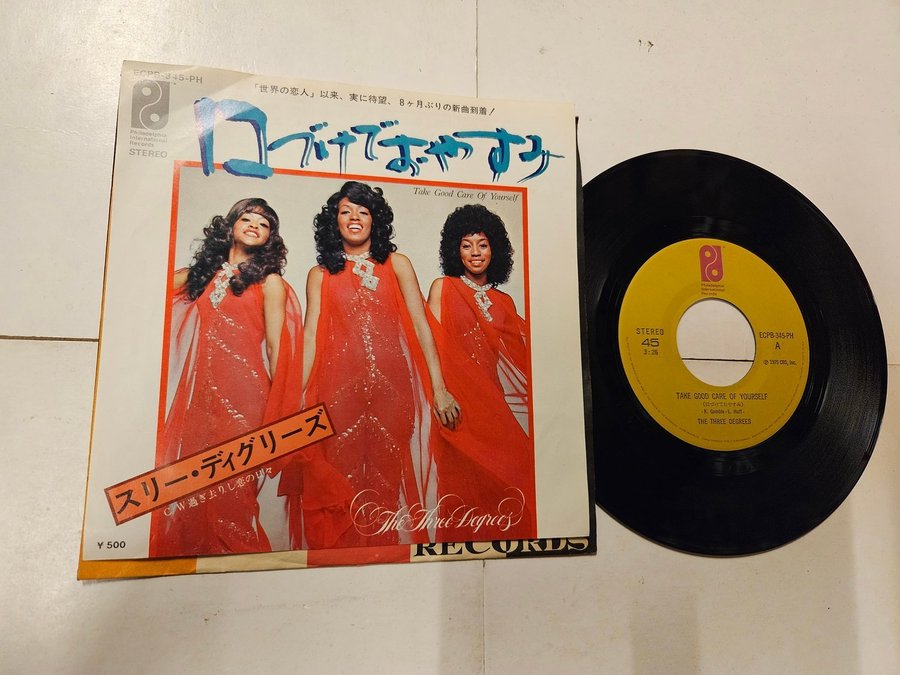 ECPB-345-PH
Philadelphia
International
Records
STEREO
「世界の恋人」以来、実に待望、8ヶ月ぶりの新曲到着！
口づけでおやすみ
Take Good Care Of Yourself
スリー・ディグリーズ
C/W過ぎ去りし恋の日々
The Three Degrees
¥500
RECORDS
Philadelphia
International
Records
STEREO
45
3:26
ECPB-345-PH
A
Ⓟ 1975 CBS, Inc.
TAKE GOOD CARE OF YOURSELF
(口づけでおやすみ)
-K. Gamble-L. Huff-
THE THREE DEGREES